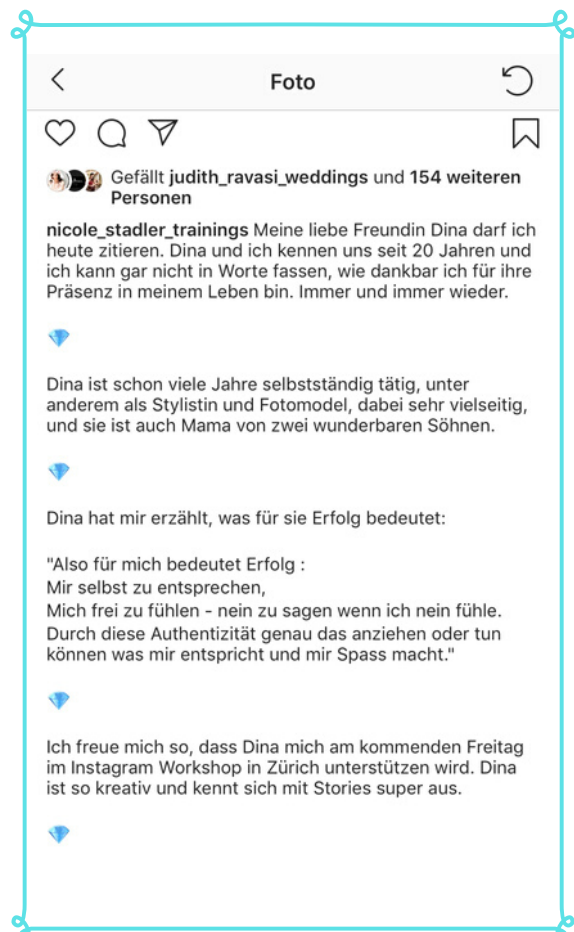 Foto
Gefällt judith_ravasi_weddings und 154 weiteren
Personen
nicole_stadler_trainings Meine liebe Freundin Dina darf ich
heute zitieren. Dina und ich kennen uns seit 20 Jahren und
ich kann gar nicht in Worte fassen, wie dankbar ich für ihre
Präsenz in meinem Leben bin. Immer und immer wieder.
💎
Dina ist schon viele Jahre selbstständig tätig, unter
anderem als Stylistin und Fotomodel, dabei sehr vielseitig,
und sie ist auch Mama von zwei wunderbaren Söhnen.
💎
Dina hat mir erzählt, was für sie Erfolg bedeutet:
"Also für mich bedeutet Erfolg :
Mir selbst zu entsprechen,
Mich frei zu fühlen - nein zu sagen wenn ich nein fühle.
Durch diese Authentizität genau das anziehen oder tun
können was mir entspricht und mir Spass macht."
💎
Ich freue mich so, dass Dina mich am kommenden Freitag
im Instagram Workshop in Zürich unterstützen wird. Dina
ist so kreativ und kennt sich mit Stories super aus.
💎